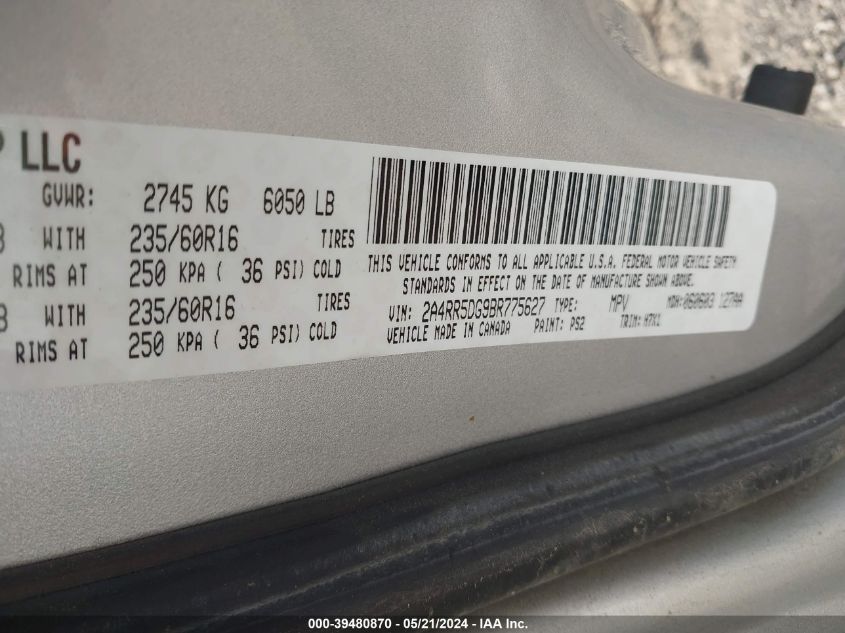 P LLC
GVWR: 2745 KG 6050 LB
WITH 235/60R16 TIRES
RIMS AT 250 KPA ( 36 PSI) COLD
WITH 235/60R16 TIRES
RIMS AT 250 KPA ( 36 PSI) COLD
THIS VEHICLE CONFORMS TO ALL APPLICABLE U.S.A. FEDERAL MOTOR VEHICLE SAFETY
STANDARDS IN EFFECT ON THE DATE OF MANUFACTURE SHOWN ABOVE.
VIN: 2A4RR5DG9BR775627 TYPE: MPV MDH:
VEHICLE MADE IN CANADA PAINT: PS2 TRIM: H7X1
000-39480870 — 05/21/2024 — IAA Inc.